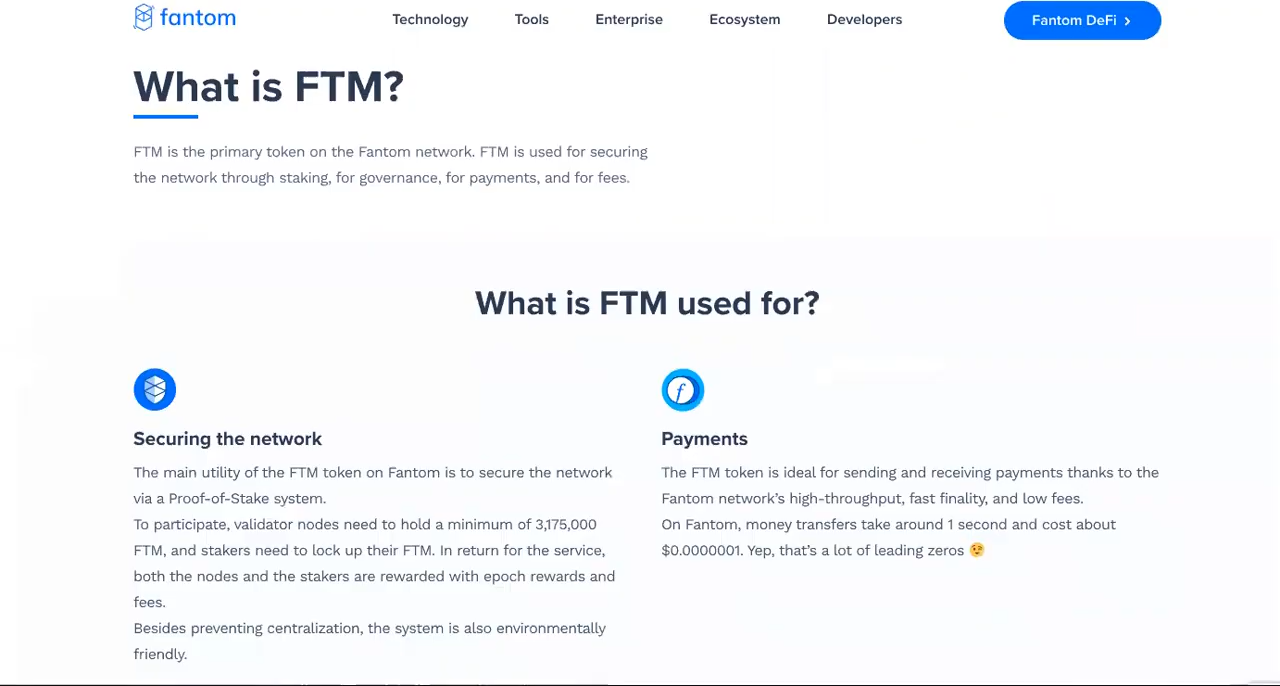 fantom
Technology
Tools
Enterprise
Ecosystem
Developers
Fantom DeFi ›
What is FTM?
FTM is the primary token on the Fantom network. FTM is used for securing
the network through staking, for governance, for payments, and for fees.
What is FTM used for?
Securing the network
The main utility of the FTM token on Fantom is to secure the network
via a Proof-of-Stake system.
To participate, validator nodes need to hold a minimum of 3,175,000
FTM, and stakers need to lock up their FTM. In return for the service,
both the nodes and the stakers are rewarded with epoch rewards and
fees.
Besides preventing centralization, the system is also environmentally
friendly.
Payments
The FTM token is ideal for sending and receiving payments thanks to the
Fantom network’s high-throughput, fast finality, and low fees.
On Fantom, money transfers take around 1 second and cost about
$0.0000001. Yep, that’s a lot of leading zeros 😉